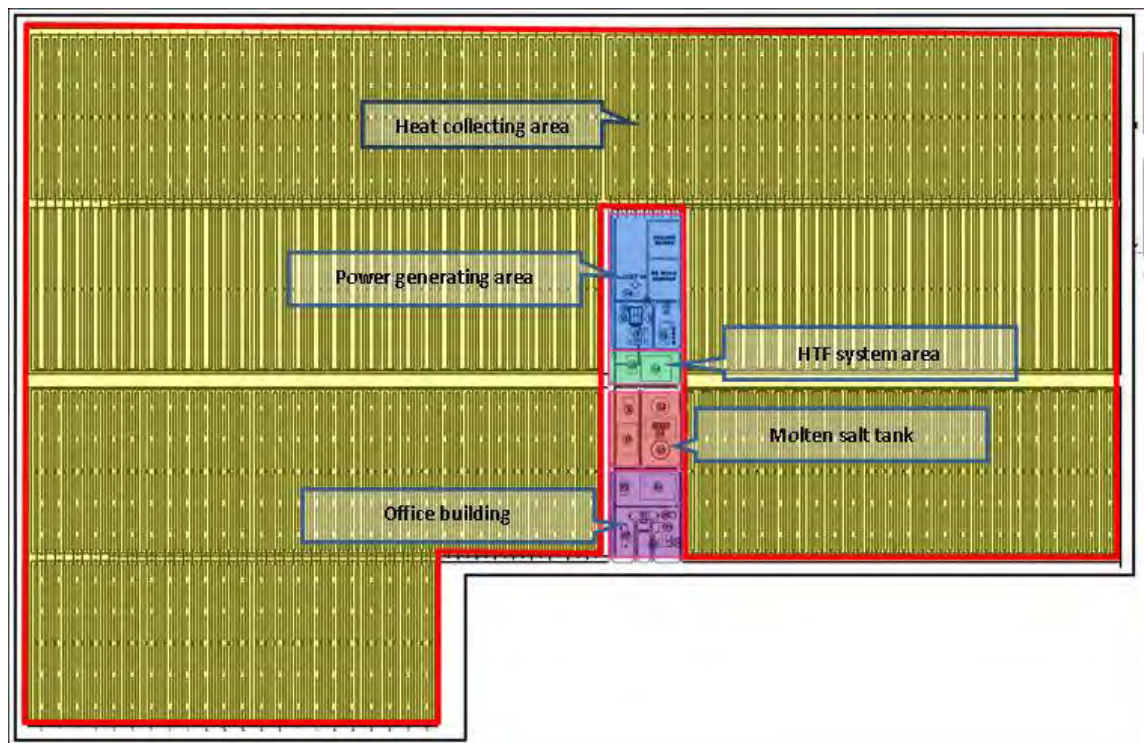 Heat collecting area
Power generating area
HTF system area
Molten salt tank
Office building